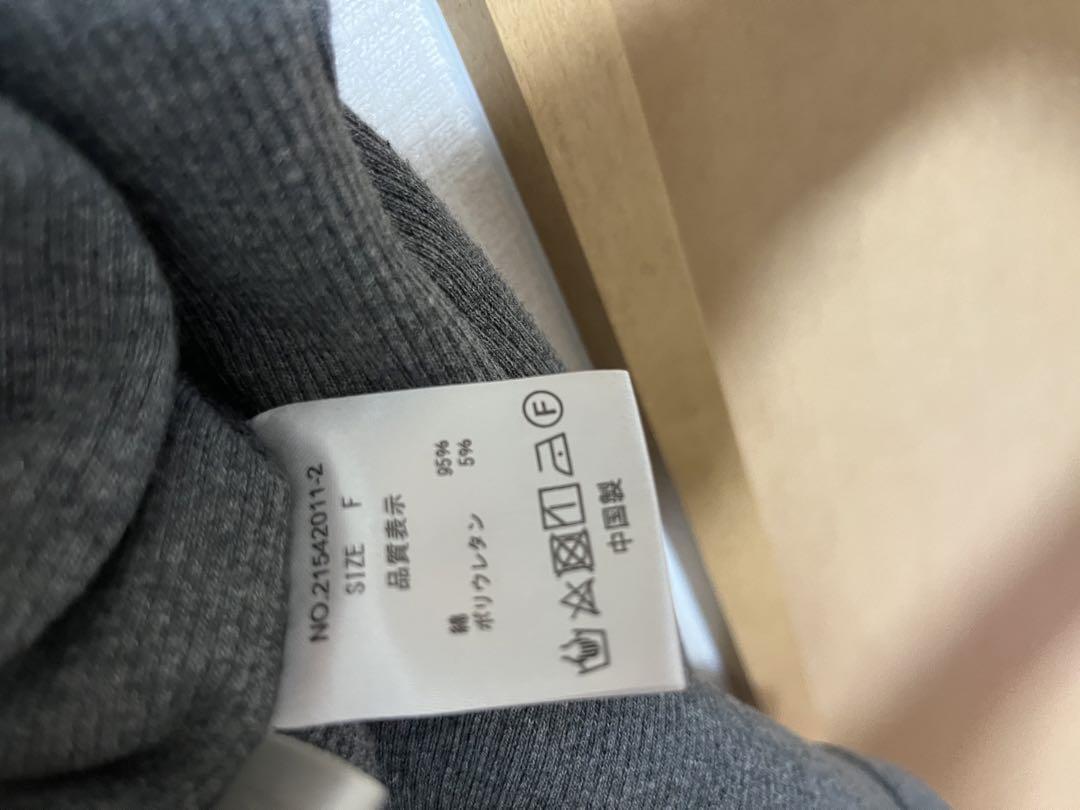 NO.21542011-2
SIZE F
品質表示
綿 95%
ポリウレタン 5%
F
中国製